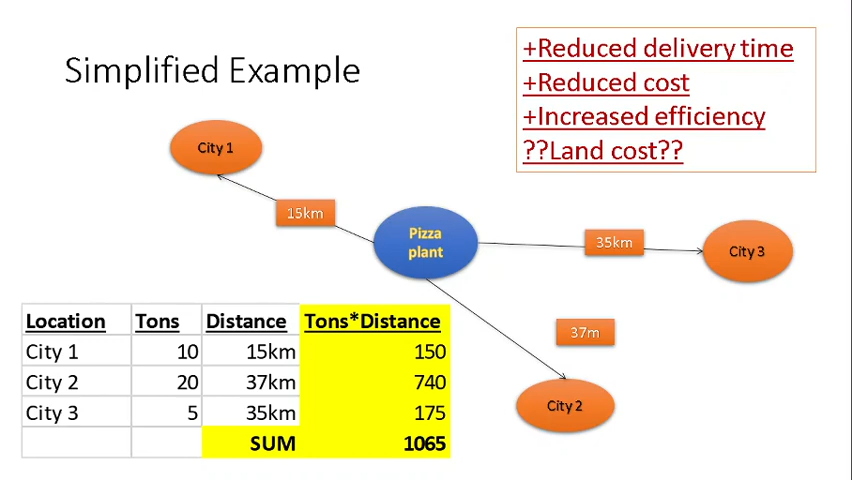 Simplified Example
+Reduced delivery time
+Reduced cost
+Increased efficiency
??Land cost??
City 1
15km
Pizza
plant
35km
City 3
37m
City 2
Location Tons Distance Tons*Distance
City 1 10 15km 150
City 2 20 37km 740
City 3 5 35km 175
SUM 1065